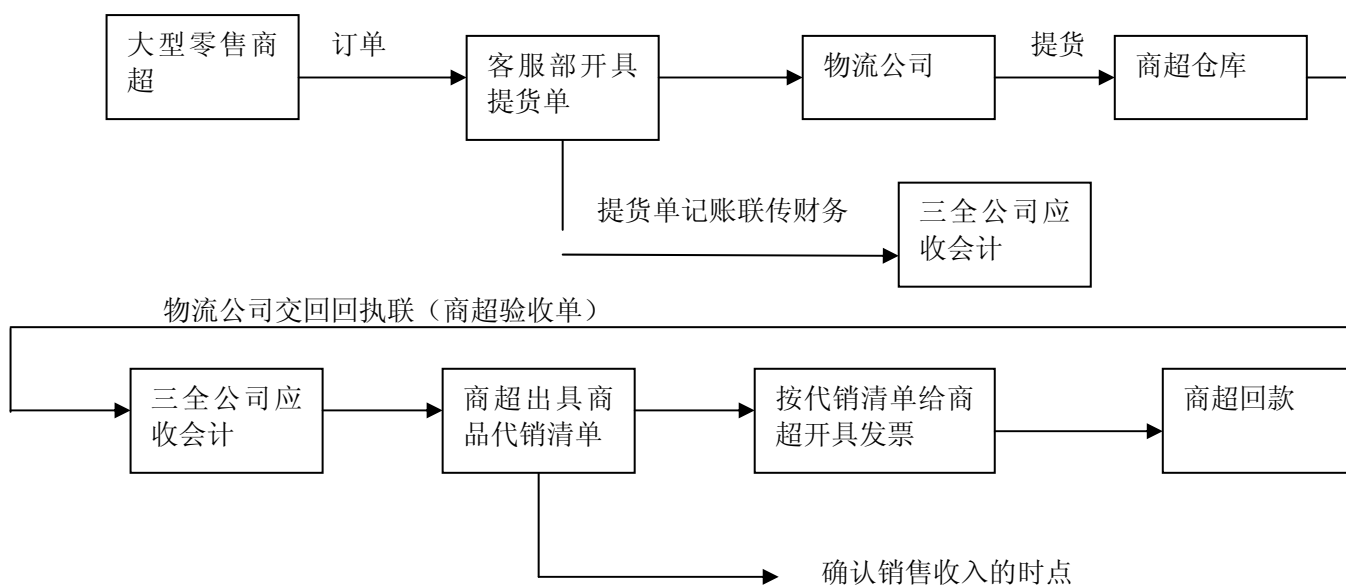 大型零售商
超
订单
客服部开具
提货单
物流公司
提货
商超仓库
提货单记账联传财务
三全公司应
收会计
物流公司交回回执联（商超验收单）
三全公司应
收会计
商超出具商
品代销清单
按代销清单给商
超开具发票
商超回款
确认销售收入的时点